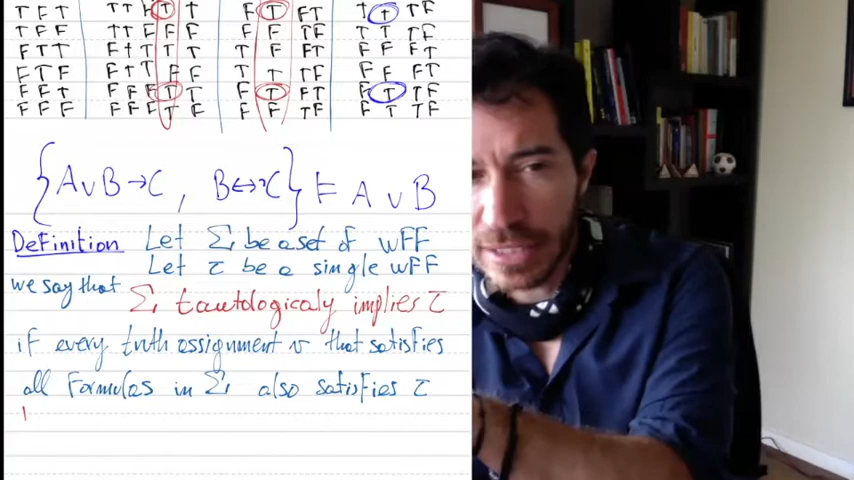 T F T
T F F
F T T F T T T T
F T F F T T F F
F F T F F F T T
F F F F F F T F
{A∨B→C, B↔¬C} ⊨ A ∨ B
Definition Let Σ be a set of WFF
Let τ be a single WFF
we say that Σ tautologicaly implies τ
if every truth assignment v that satisfies
all Formulas in Σ also satisfies τ